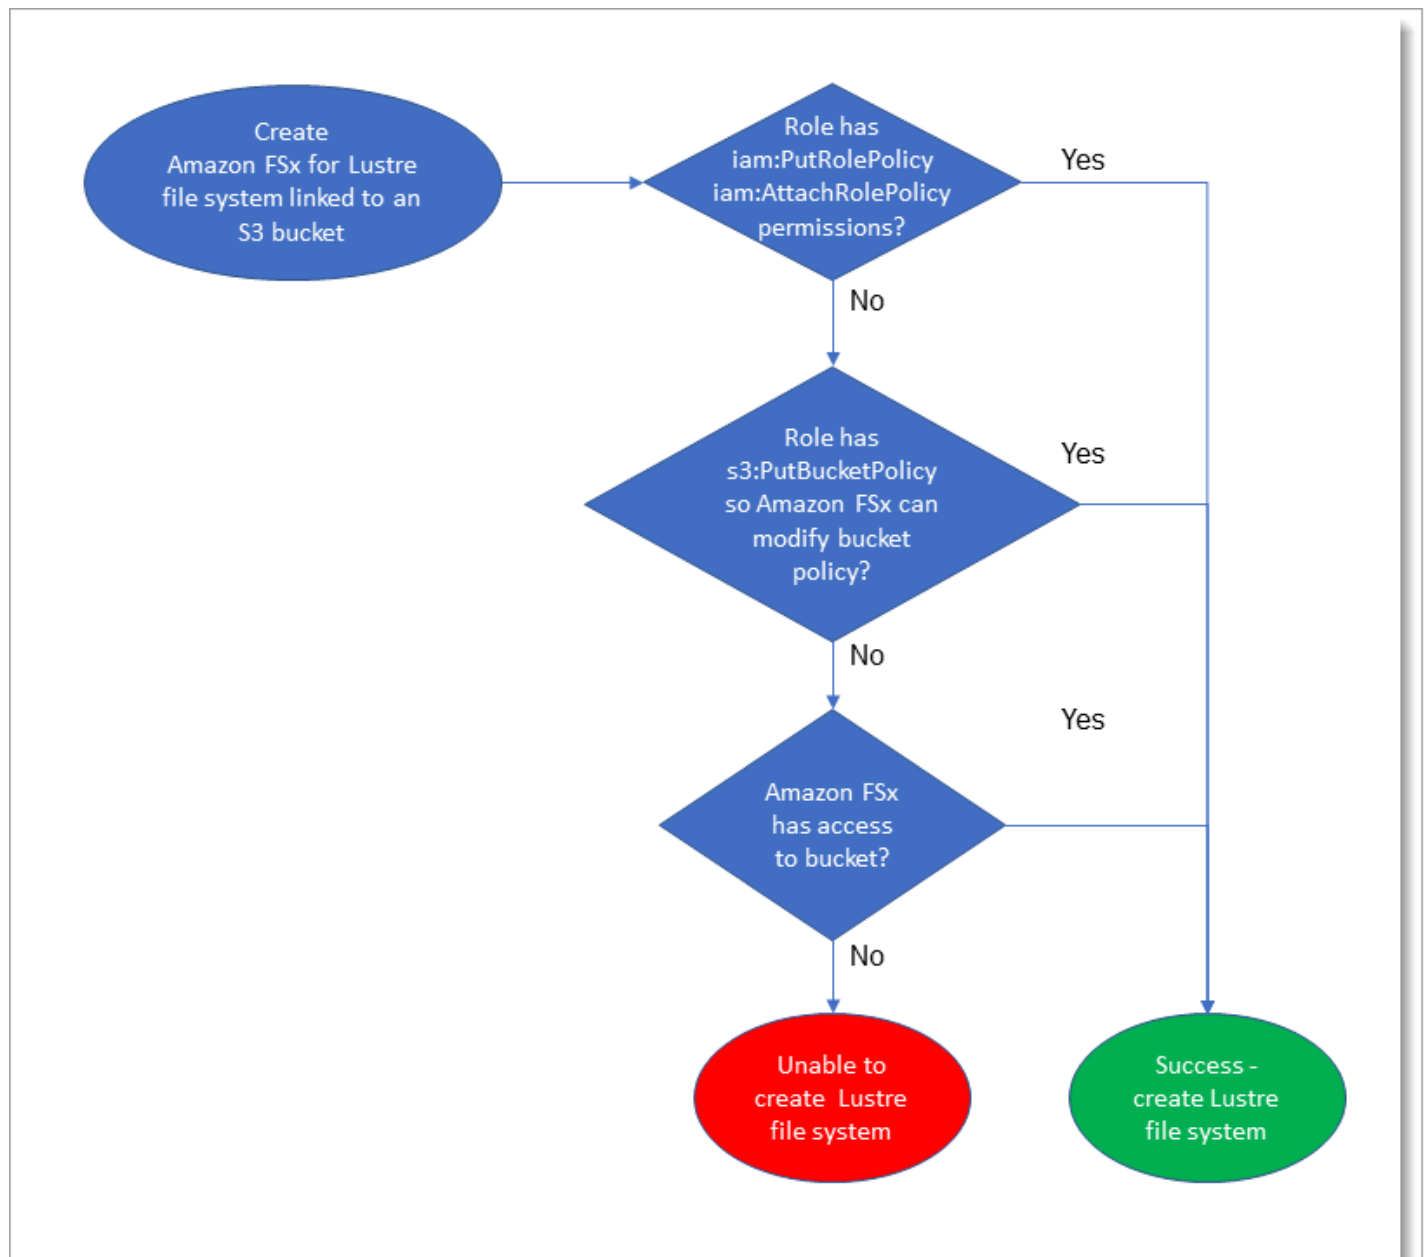 Create
Amazon FSx for Lustre
file system linked to an
S3 bucket
Role has
iam:PutRolePolicy
iam:AttachRolePolicy
permissions?
Yes
No
Role has
s3:PutBucketPolicy
so Amazon FSx can
modify bucket
policy?
Yes
No
Amazon FSx
has access
to bucket?
Yes
No
Unable to
create Lustre
file system
Success -
create Lustre
file system